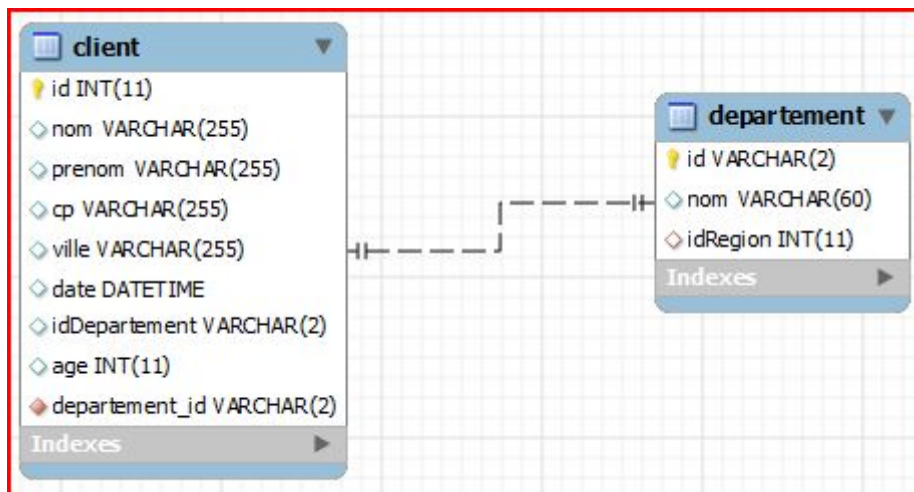 client
id INT(11)
nom VARCHAR(255)
prenom VARCHAR(255)
cp VARCHAR(255)
ville VARCHAR(255)
date DATETIME
idDepartement VARCHAR(2)
age INT(11)
departement_id VARCHAR(2)
Indexes
departement
id VARCHAR(2)
nom VARCHAR(60)
idRegion INT(11)
Indexes